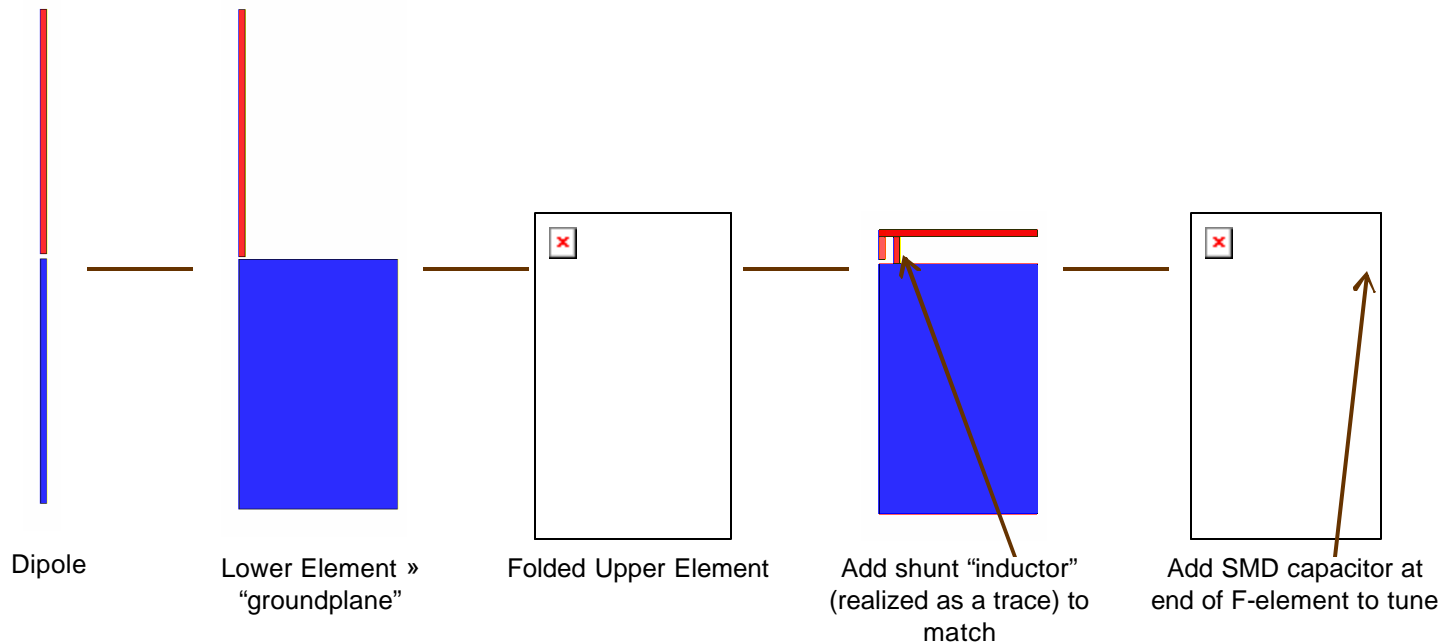 Dipole
Lower Element »
“groundplane”
Folded Upper Element
Add shunt “inductor”
(realized as a trace) to
match
Add SMD capacitor at
end of F-element to tune